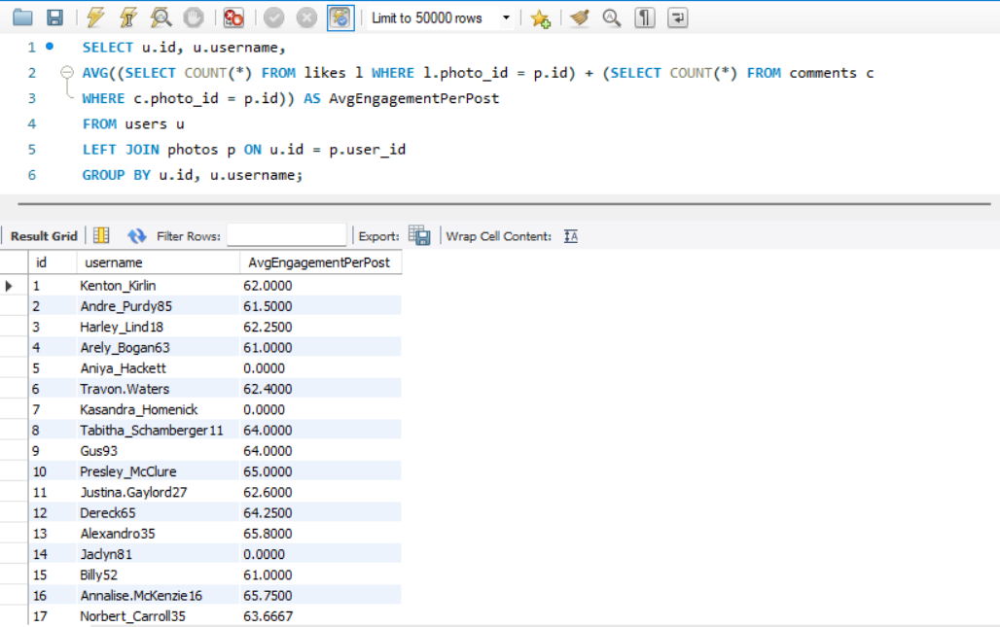 Limit to 50000 rows
1 SELECT u.id, u.username,
2 AVG((SELECT COUNT(*) FROM likes l WHERE l.photo_id = p.id) + (SELECT COUNT(*) FROM comments c
3 WHERE c.photo_id = p.id)) AS AvgEngagementPerPost
4 FROM users u
5 LEFT JOIN photos p ON u.id = p.user_id
6 GROUP BY u.id, u.username;
Result Grid Filter Rows: Export: Wrap Cell Content: IA
id username AvgEngagementPerPost
1 Kenton_Kirlin 62.0000
2 Andre_Purdy85 61.5000
3 Harley_Lind18 62.2500
4 Arely_Bogan63 61.0000
5 Aniya_Hackett 0.0000
6 Travon.Waters 62.4000
7 Kasandra_Homenick 0.0000
8 Tabitha_Schamberger11 64.0000
9 Gus93 64.0000
10 Presley_McClure 65.0000
11 Justina.Gaylord27 62.6000
12 Dereck65 64.2500
13 Alexandro35 65.8000
14 Jaclyn81 0.0000
15 Billy52 61.0000
16 Annalise.McKenzie16 65.7500
17 Norbert_Carroll35 63.6667